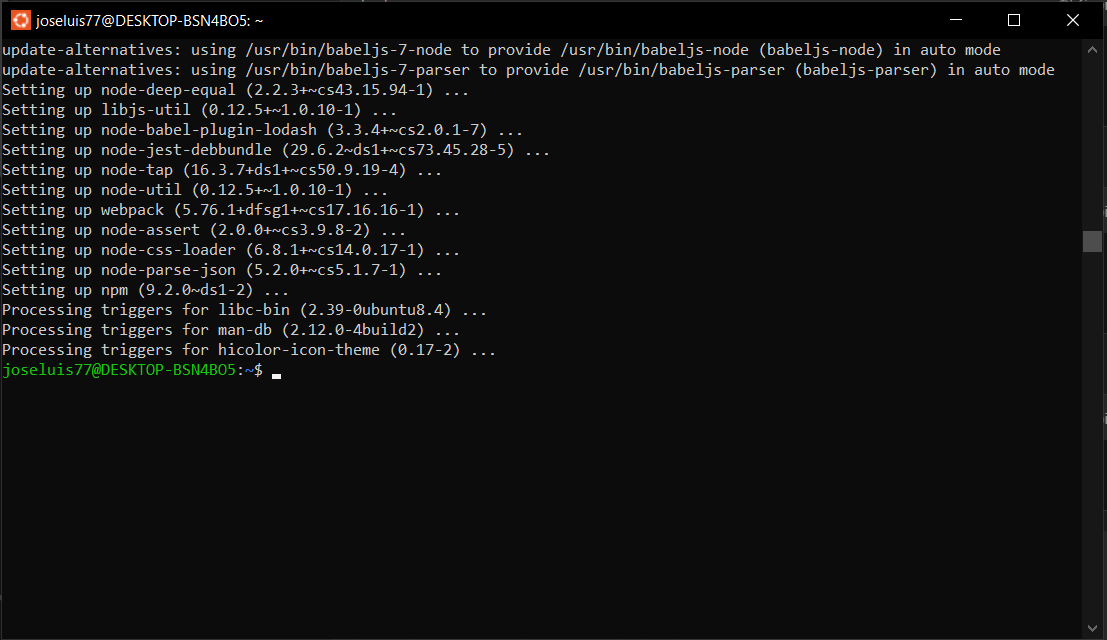 joseluis77@DESKTOP-BSN4BO5: ~
update-alternatives: using /usr/bin/babeljs-7-node to provide /usr/bin/babeljs-node (babeljs-node) in auto mode
update-alternatives: using /usr/bin/babeljs-7-parser to provide /usr/bin/babeljs-parser (babeljs-parser) in auto mode
Setting up node-deep-equal (2.2.3+~cs43.15.94-1) ...
Setting up libjs-util (0.12.5+~1.0.10-1) ...
Setting up node-babel-plugin-lodash (3.3.4+~cs2.0.1-7) ...
Setting up node-jest-debbundle (29.6.2~ds1+~cs73.45.28-5) ...
Setting up node-tap (16.3.7+ds1+~cs50.9.19-4) ...
Setting up node-util (0.12.5+~1.0.10-1) ...
Setting up webpack (5.76.1+dfsg1+~cs17.16.16-1) ...
Setting up node-assert (2.0.0+~cs3.9.8-2) ...
Setting up node-css-loader (6.8.1+~cs14.0.17-1) ...
Setting up node-parse-json (5.2.0+~cs5.1.7-1) ...
Setting up npm (9.2.0~ds1-2) ...
Processing triggers for libc-bin (2.39-0ubuntu8.4) ...
Processing triggers for man-db (2.12.0-4build2) ...
Processing triggers for hicolor-icon-theme (0.17-2) ...
joseluis77@DESKTOP-BSN4BO5:~$